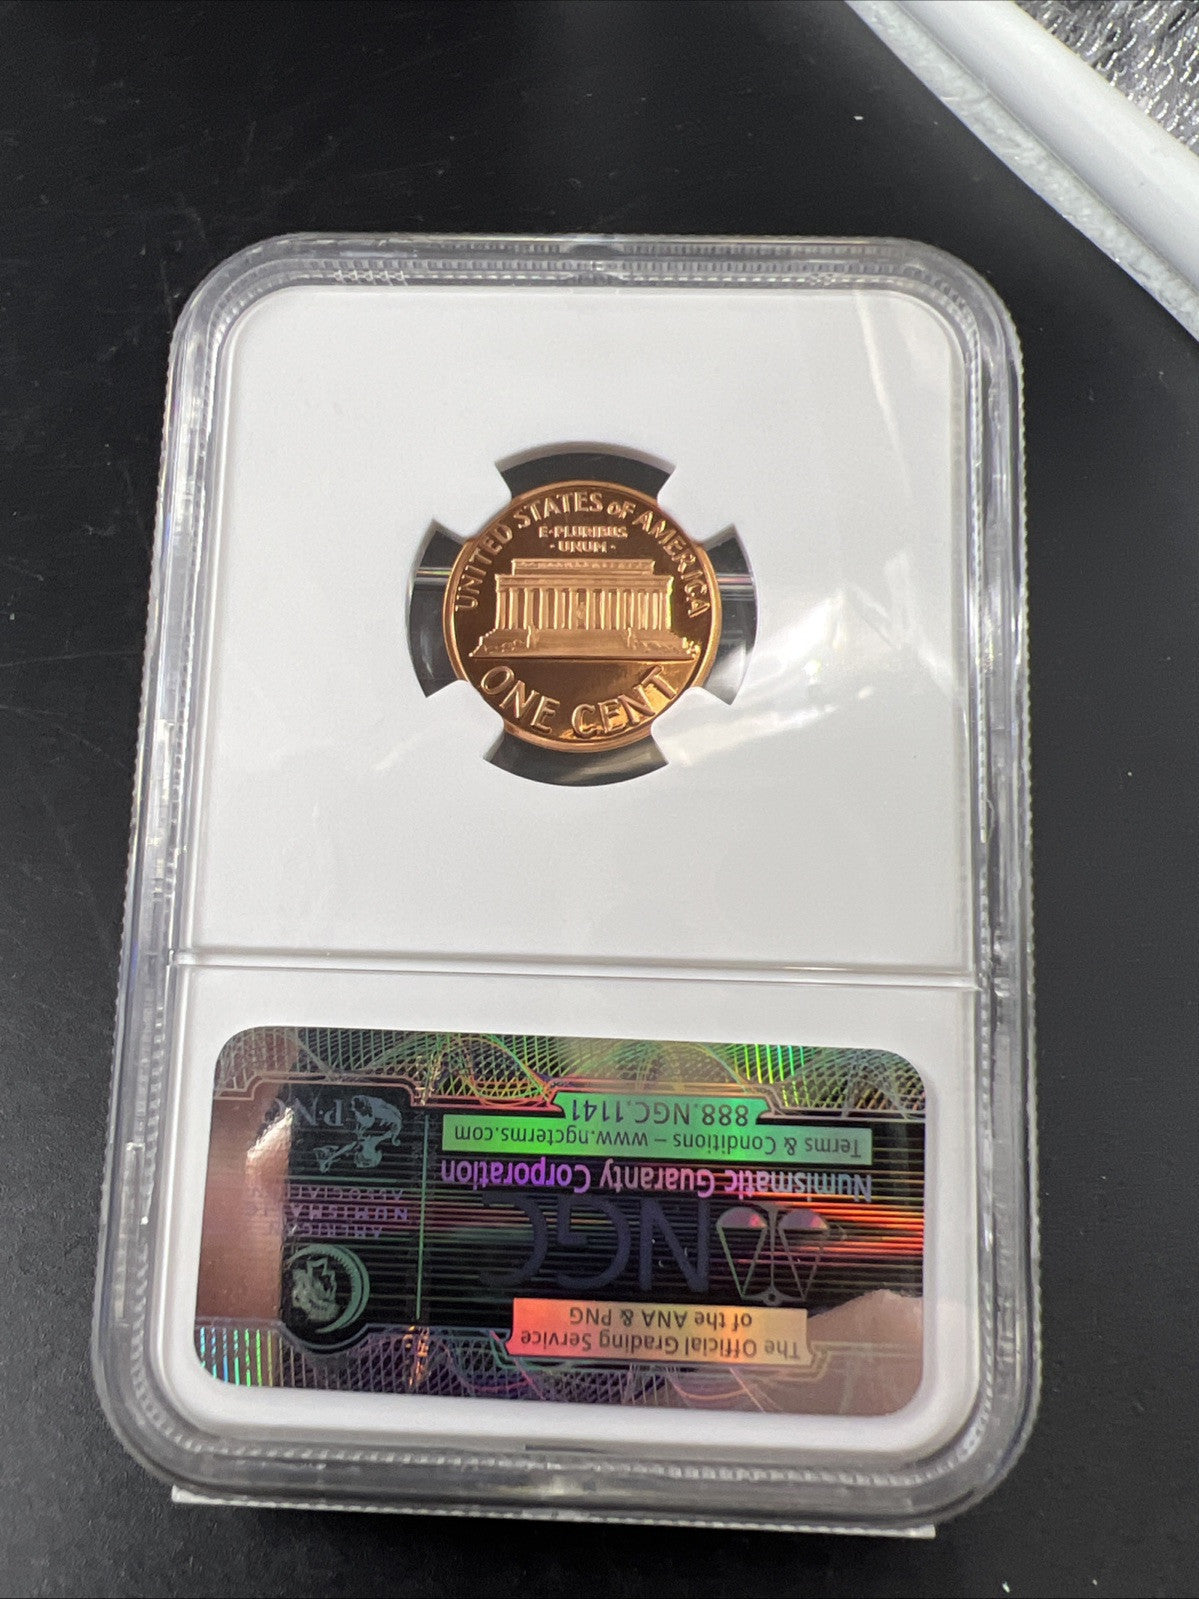 UNITED STATES OF AMERICA
E·PLURIBUS
·UNUM·
ONE CENT
The Official Grading Service
of the ANA & PNG
NGC
Numismatic Guaranty Corporation
Terms & Conditions – www.ngcterms.com
888.NGC.1141
NUMISMA
P·N